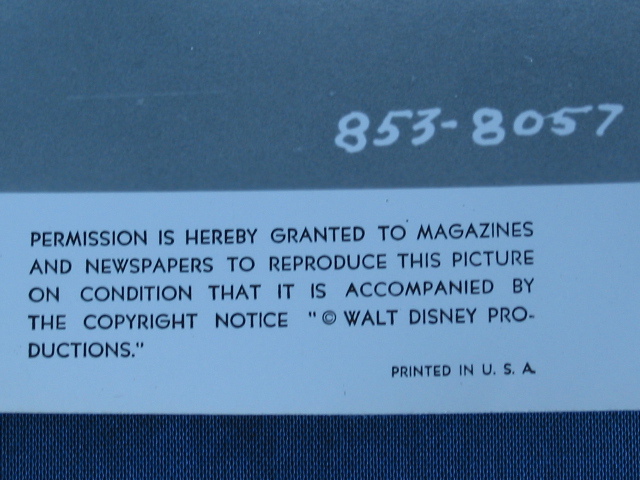 853-8057
PERMISSION IS HEREBY GRANTED TO MAGAZINES
AND NEWSPAPERS TO REPRODUCE THIS PICTURE
ON CONDITION THAT IT IS ACCOMPANIED BY
THE COPYRIGHT NOTICE "© WALT DISNEY PRO-
DUCTIONS."
PRINTED IN U. S. A.